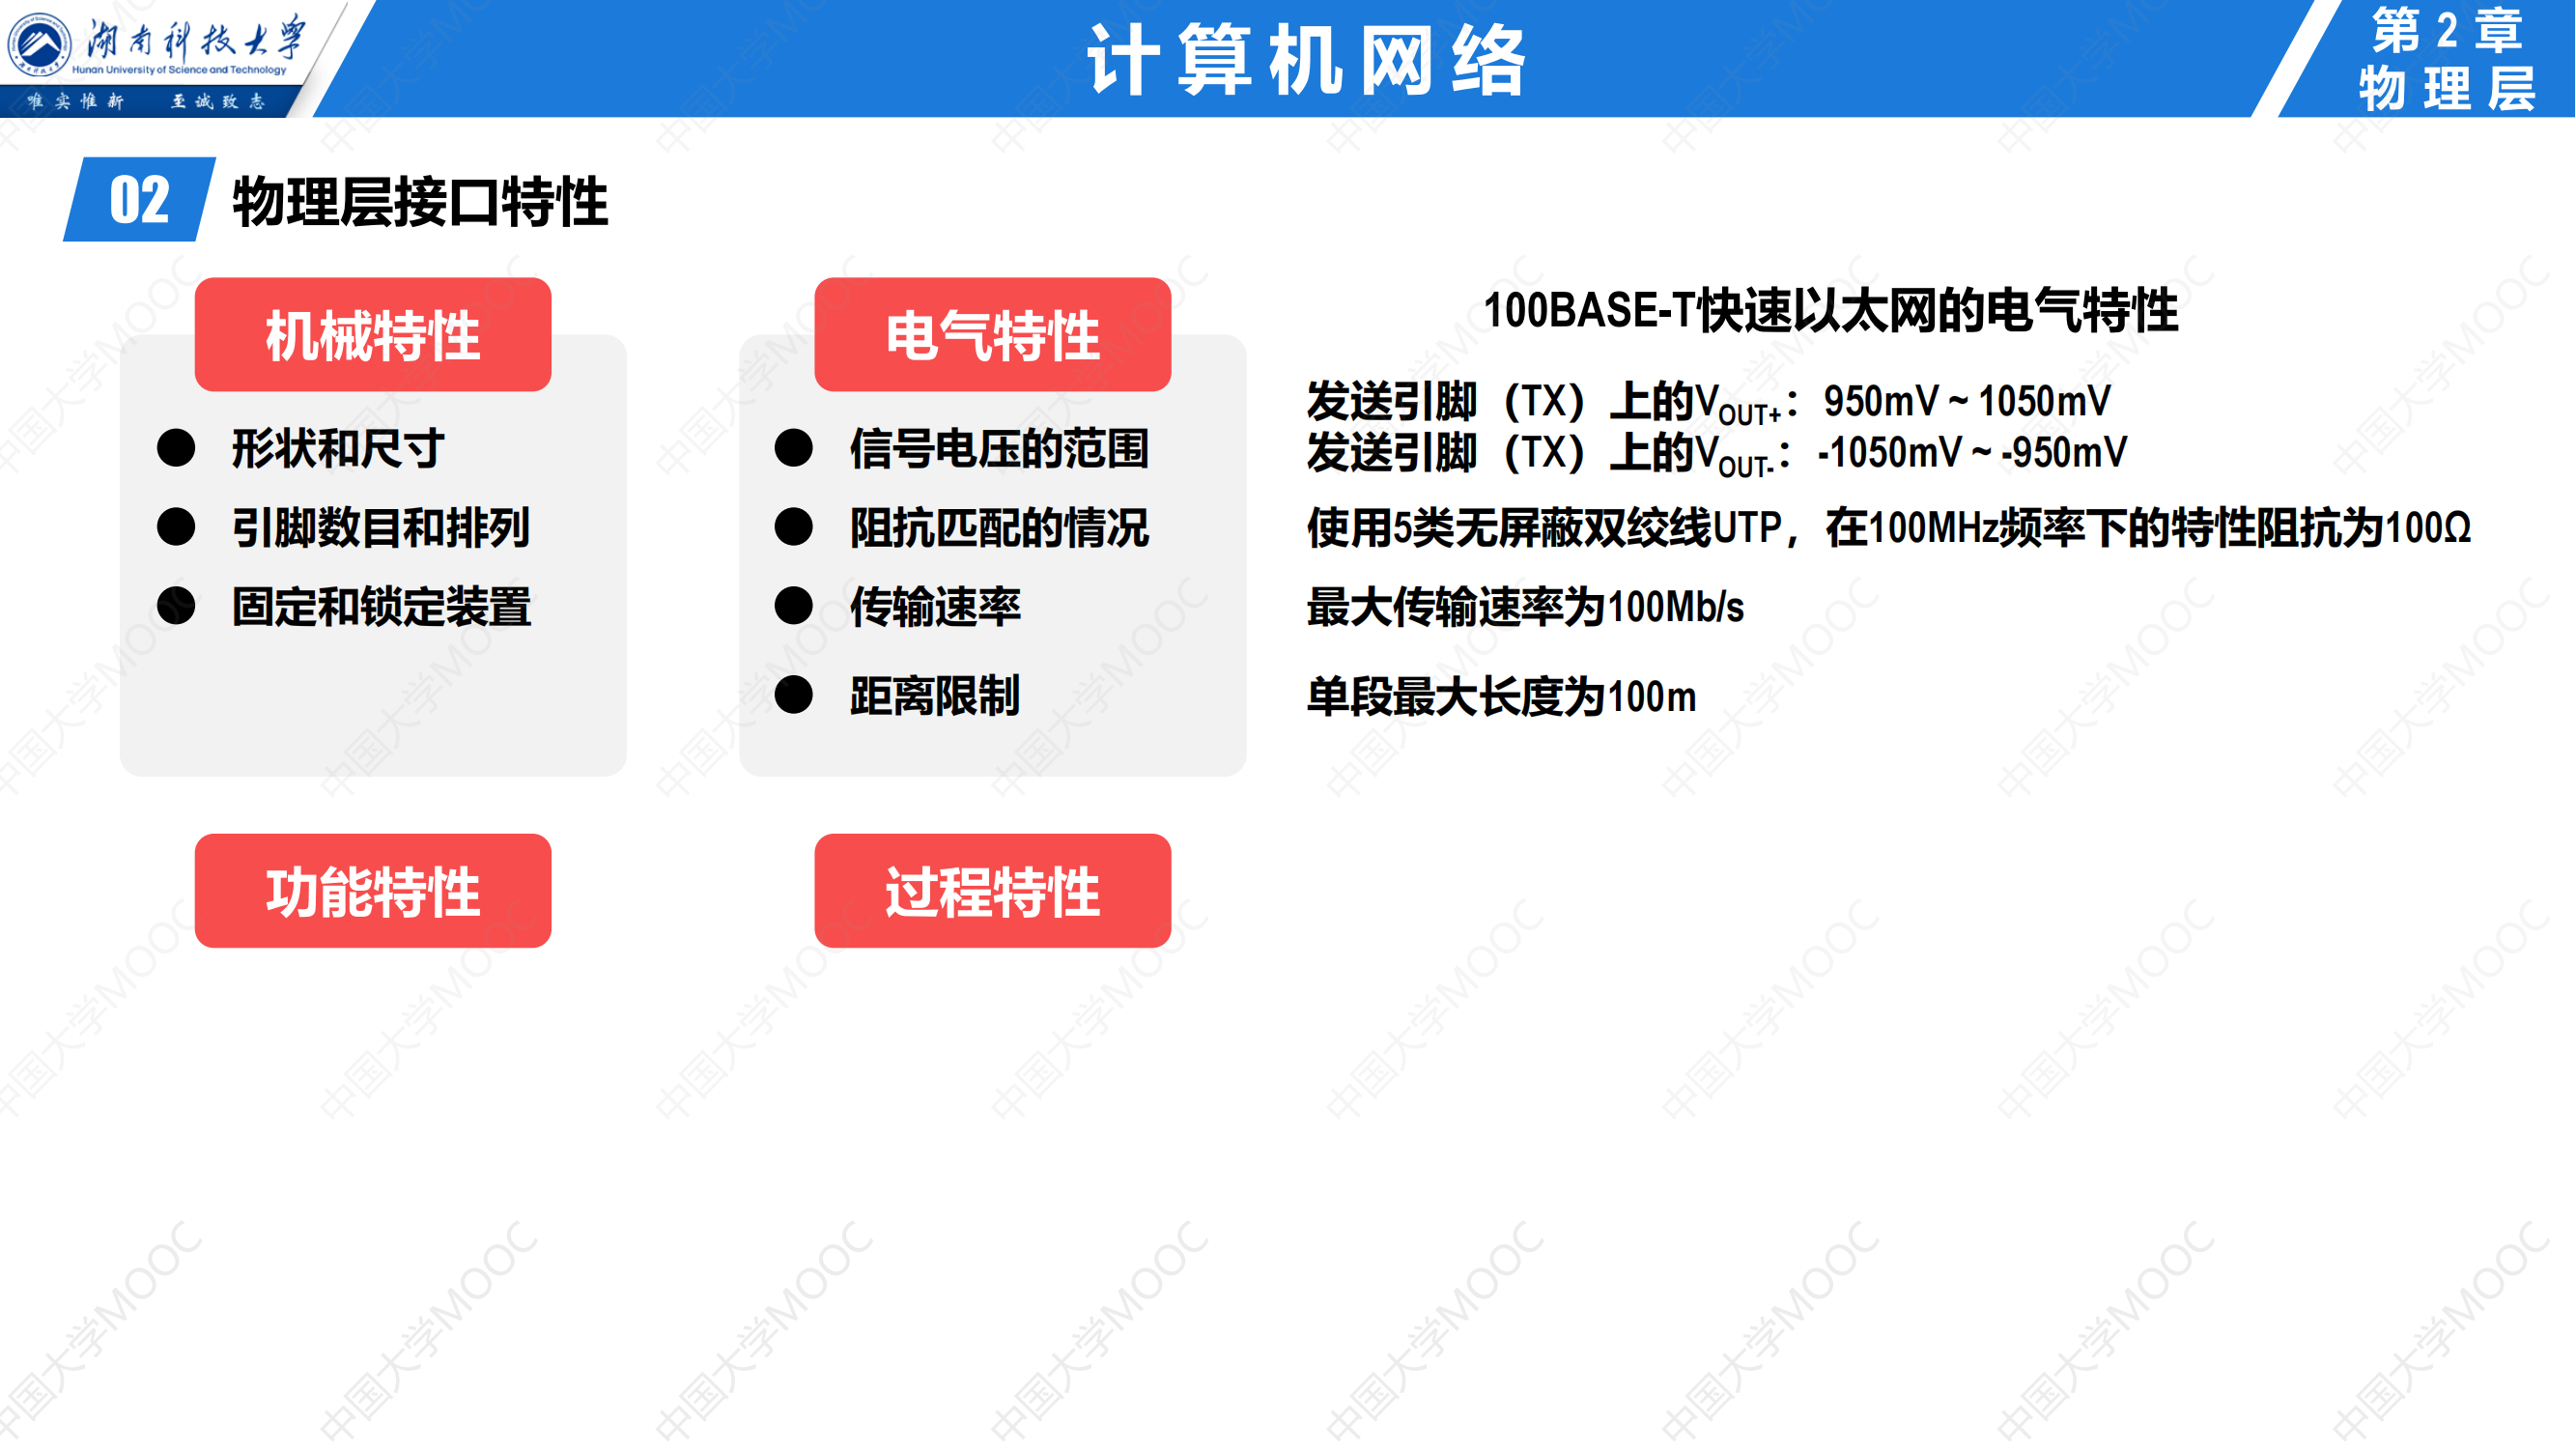 湖南科技大学
Hunan University of Science and Technology
唯实惟新 至诚致志
计算机网络
第2章
物理层
02 物理层接口特性
机械特性
形状和尺寸
引脚数目和排列
固定和锁定装置
电气特性
信号电压的范围
阻抗匹配的情况
传输速率
距离限制
100BASE-T快速以太网的电气特性
发送引脚（TX）上的VOUT+：950mV ~ 1050mV
发送引脚（TX）上的VOUT-：-1050mV ~ -950mV
使用5类无屏蔽双绞线UTP，在100MHz频率下的特性阻抗为100Ω
最大传输速率为100Mb/s
单段最大长度为100m
功能特性
过程特性
中国大学MOOC